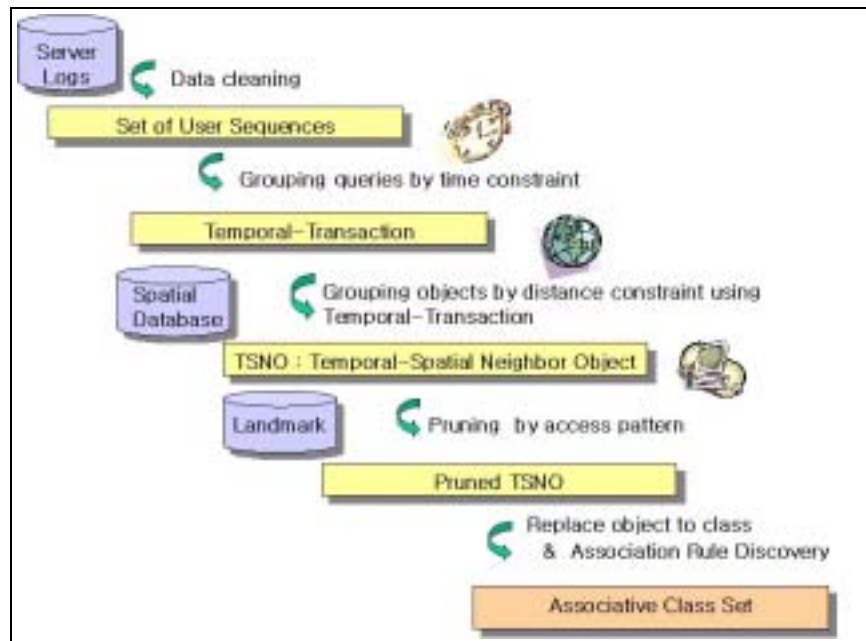 Server
Logs
Data cleaning
Set of User Sequences
Grouping queries by time constraint
Temporal-Transaction
Spatial
Database
Grouping objects by distance constraint using
Temporal-Transaction
TSNO : Temporal-Spatial Neighbor Object
Landmark
Pruning by access pattern
Pruned TSNO
Replace object to class
& Association Rule Discovery
Associative Class Set